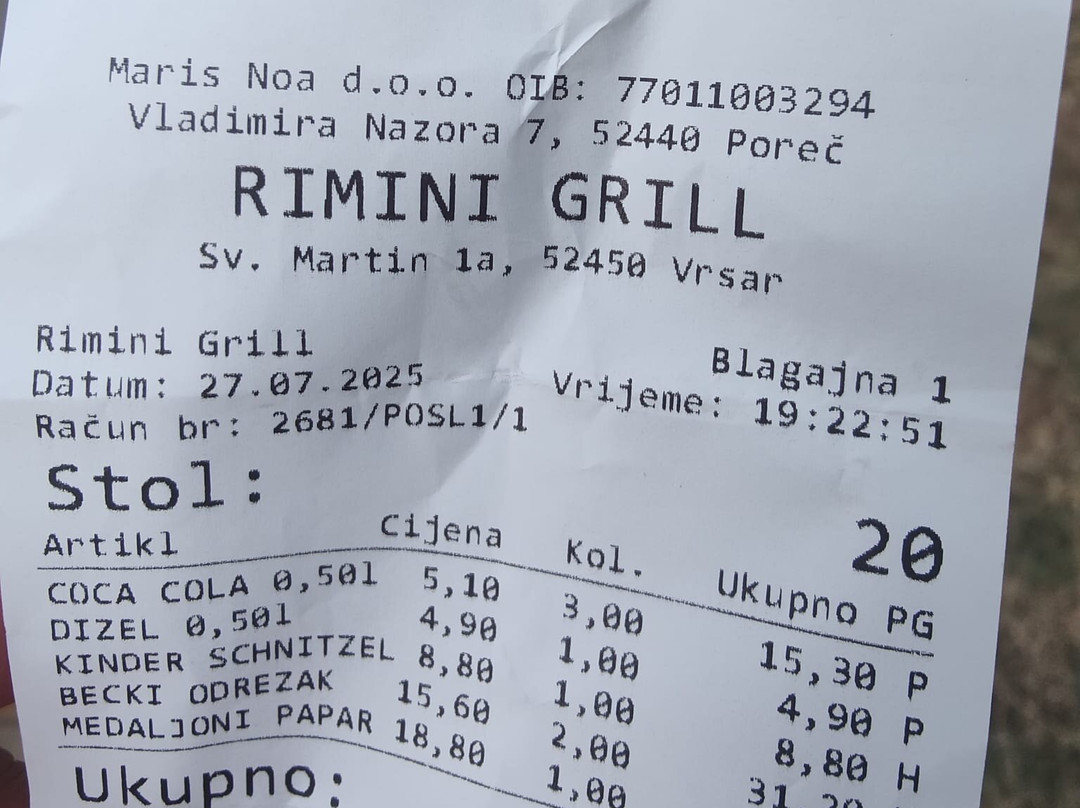 Maris Noa d.o.o. OIB: 77011003294
Vladimira Nazora 7, 52440 Poreč
RIMINI GRILL
Sv. Martin 1a, 52450 Vrsar
Rimini Grill Blagajna 1
Datum: 27.07.2025 Vrijeme: 19:22:51
Račun br: 2681/POSL1/1
Stol: 20
Artikl Cijena Kol. Ukupno PG
COCA COLA 0,50l 5,10 3,00 15,30 P
DIZEL 0,50l 4,90 1,00 4,90 P
KINDER SCHNITZEL 8,80 1,00 8,80 H
BECKI ODREZAK 15,60 2,00 31,20
MEDALJONI PAPAR 18,80 1,00
Ukupno: